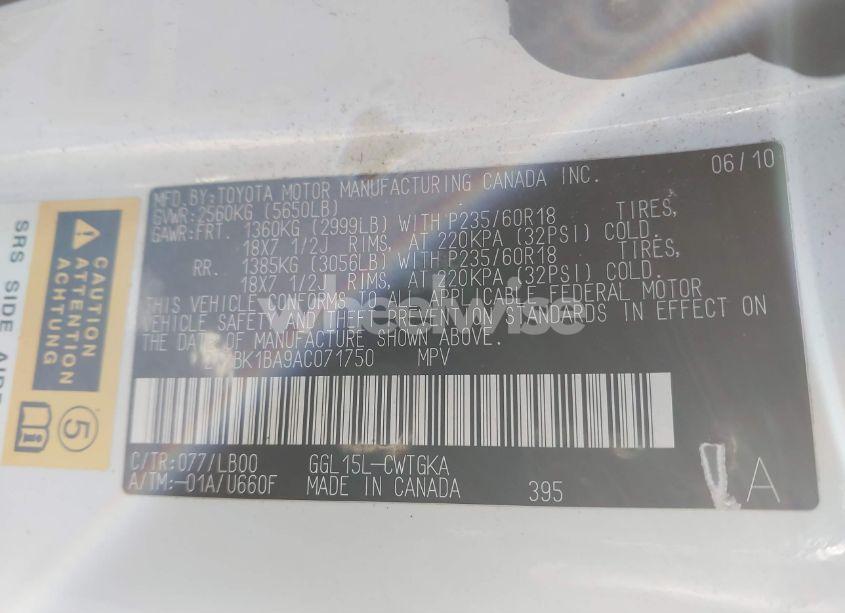 06/10
MFD. BY: TOYOTA MOTOR MANUFACTURING CANADA INC.
GVWR: 2560KG (5650LB)
GAWR: FRT. 1360KG (2999LB) WITH P235/60R18 TIRES,
18X7 1/2J RIMS, AT 220KPA (32PSI) COLD.
RR. 1385KG (3056LB) WITH P235/60R18 TIRES,
18X7 1/2J RIMS, AT 220KPA (32PSI) COLD.
THIS VEHICLE CONFORMS TO ALL APPLICABLE FEDERAL MOTOR
VEHICLE SAFETY AND THEFT PREVENTION STANDARDS IN EFFECT ON
THE DATE OF MANUFACTURE SHOWN ABOVE.
BK1BA9AC071750 MPV
C/TR: 077/LB00 GGL15L-CWTGKA
A/TM: -01A/U660F MADE IN CANADA 395 A
CAUTION
ATTENTION
ACHTUNG
5
SRS SIDE
wheelwise